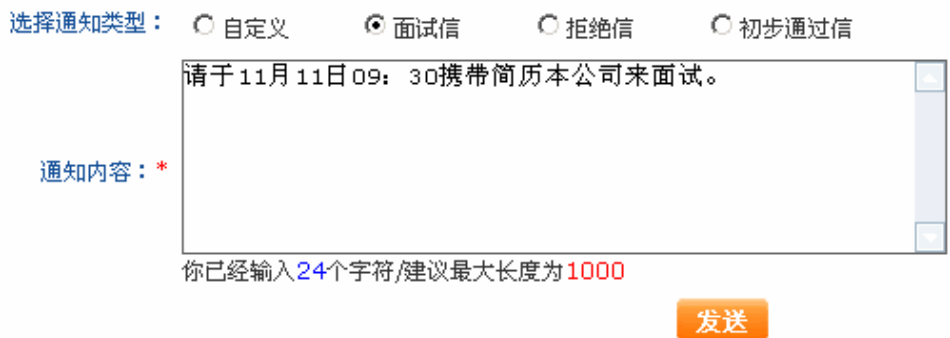 选择通知类型： 自定义 面试信 拒绝信 初步通过信
请于11月11日09：30携带简历本公司来面试。
通知内容：*
你已经输入24个字符/建议最大长度为1000
发送